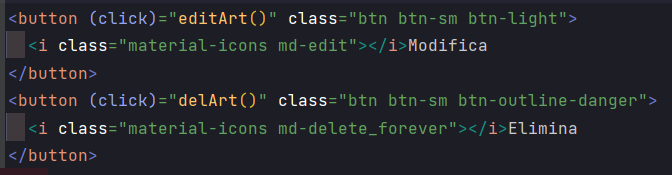 <button (click)="editArt()" class="btn btn-sm btn-light">
  <i class="material-icons md-edit"></i>Modifica
</button>
<button (click)="delArt()" class="btn btn-sm btn-outline-danger">
  <i class="material-icons md-delete_forever"></i>Elimina
</button>